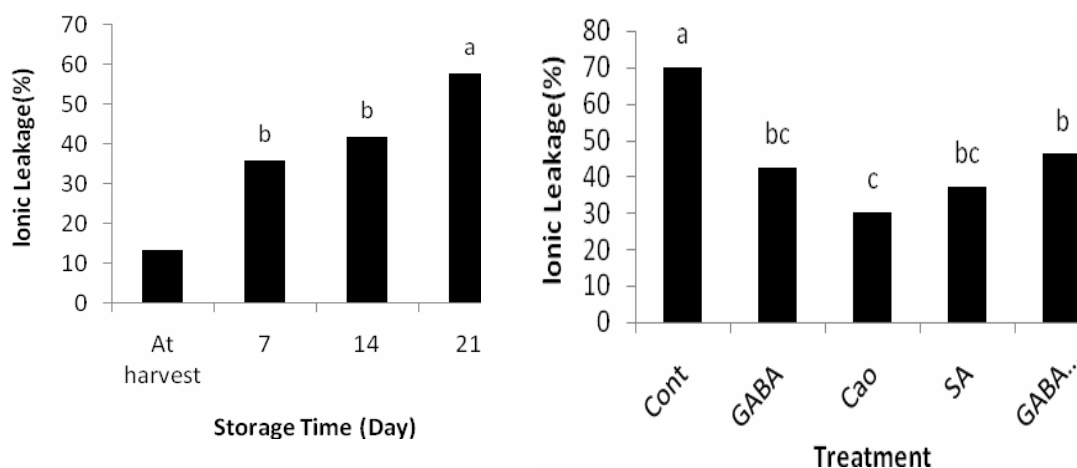 Ionic Leakage(%)
70
60
50
40
30
20
10
0
b
b
a
At harvest
7
14
21
Storage Time (Day)
Ionic Leakage(%)
80
70
60
50
40
30
20
10
0
a
bc
c
bc
b
Cont
GABA
Cao
SA
GABA...
Treatment